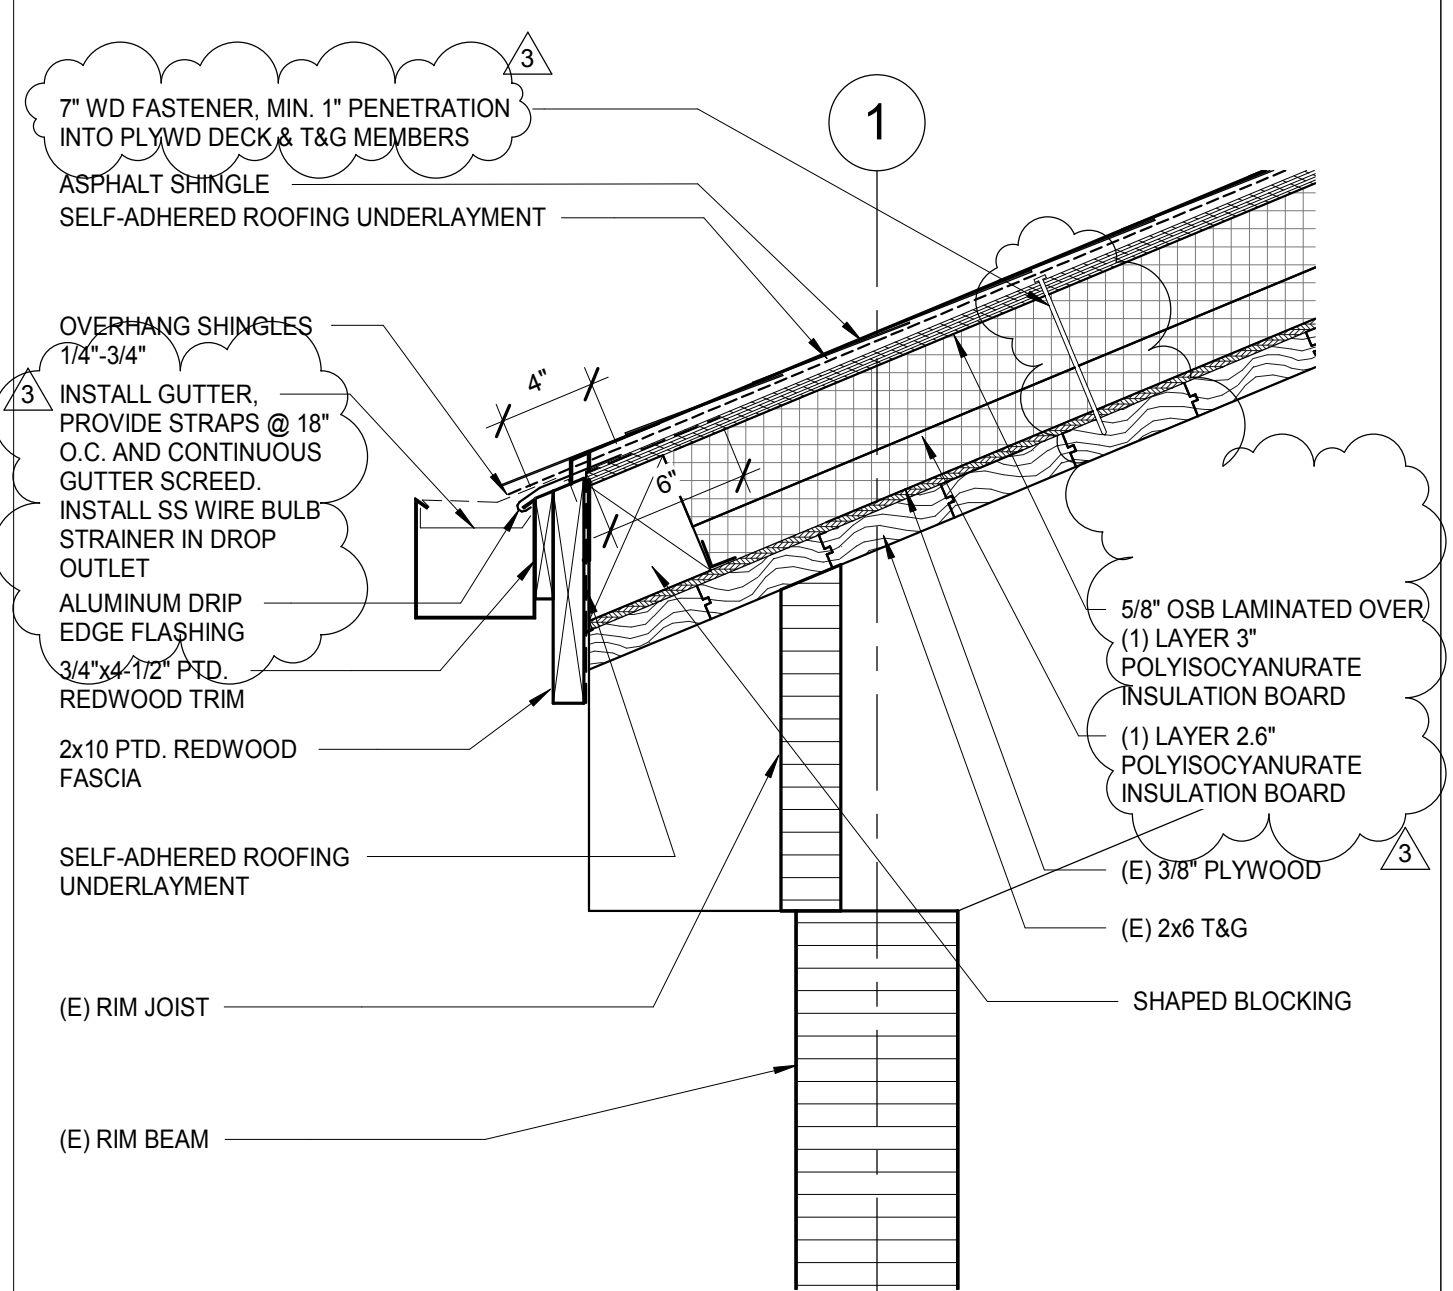 3
7" WD FASTENER, MIN. 1" PENETRATION
INTO PLYWD DECK & T&G MEMBERS
1
ASPHALT SHINGLE
SELF-ADHERED ROOFING UNDERLAYMENT
OVERHANG SHINGLES
1/4"-3/4"
3
INSTALL GUTTER,
PROVIDE STRAPS @ 18"
O.C. AND CONTINUOUS
GUTTER SCREED.
INSTALL SS WIRE BULB
STRAINER IN DROP
OUTLET
ALUMINUM DRIP
EDGE FLASHING
3/4"x4-1/2" PTD.
REDWOOD TRIM
2x10 PTD. REDWOOD
FASCIA
SELF-ADHERED ROOFING
UNDERLAYMENT
(E) RIM JOIST
(E) RIM BEAM
4"
6"
5/8" OSB LAMINATED OVER
(1) LAYER 3"
POLYISOCYANURATE
INSULATION BOARD
(1) LAYER 2.6"
POLYISOCYANURATE
INSULATION BOARD
3
(E) 3/8" PLYWOOD
(E) 2x6 T&G
SHAPED BLOCKING